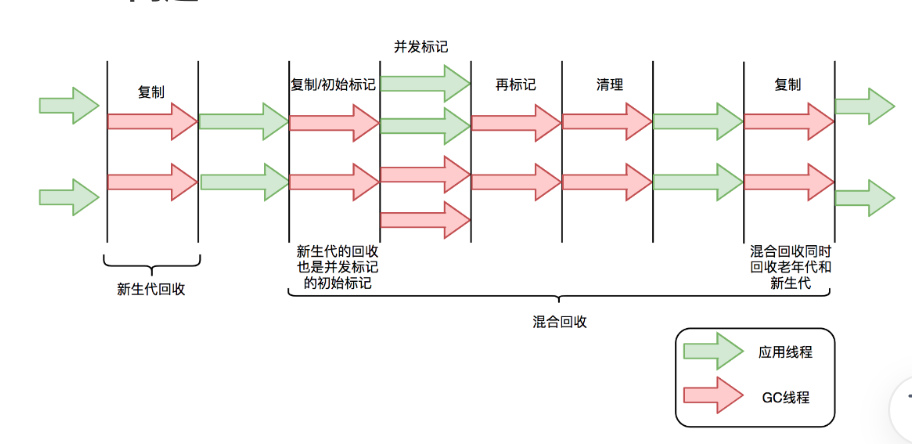 并发标记
复制
复制/初始标记
再标记
清理
复制
新生代的回收
也是并发标记
的初始标记
混合回收同时
回收老年代和
新生代
新生代回收
混合回收
应用线程
GC线程